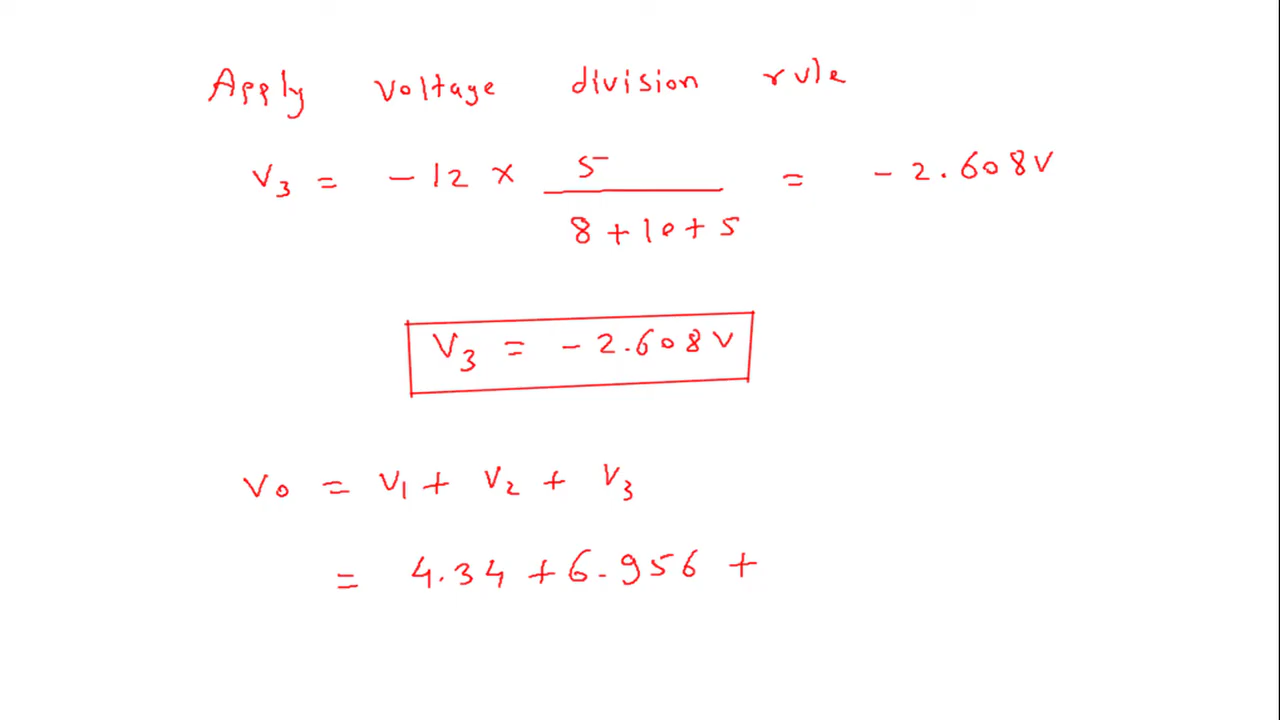 Apply voltage division rule
V3 = - 12 × 5 / 8 + 10 + 5 = - 2.608V
V3 = - 2.608V
Vo = V1 + V2 + V3
= 4.34 + 6.956 +